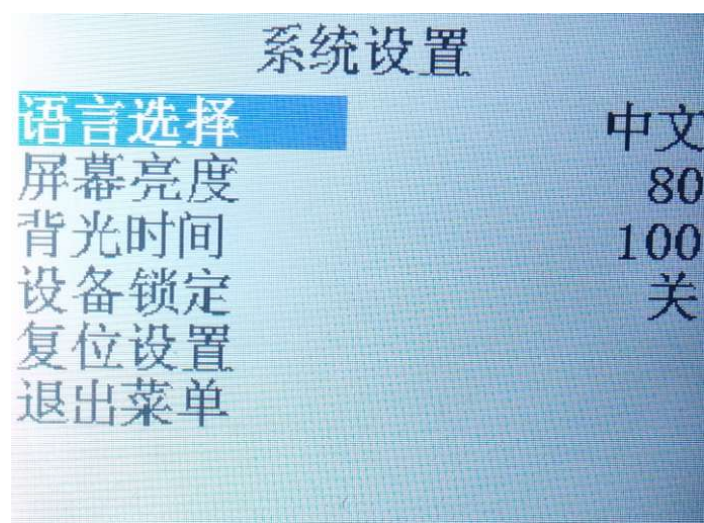 系统设置
语言选择 中文
屏幕亮度 80
背光时间 100
设备锁定 关
复位设置
退出菜单